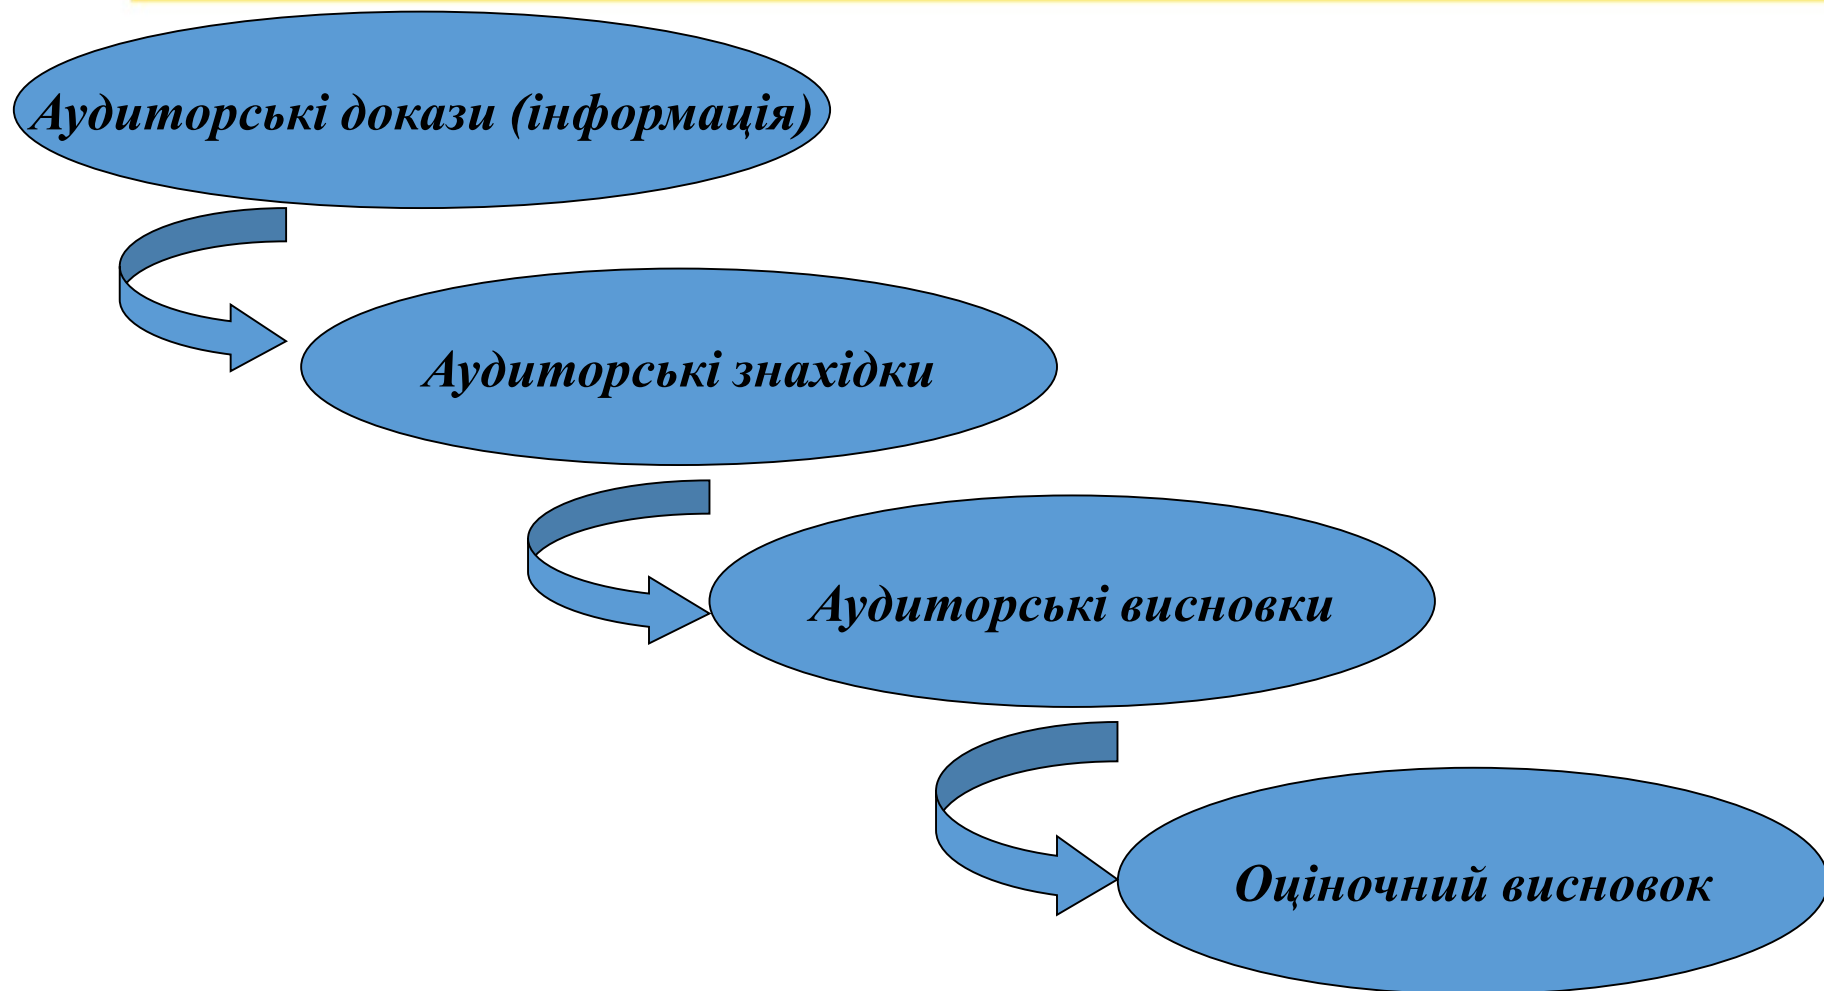 Аудиторські докази (інформація)
Аудиторські знахідки
Аудиторські висновки
Оціночний висновок